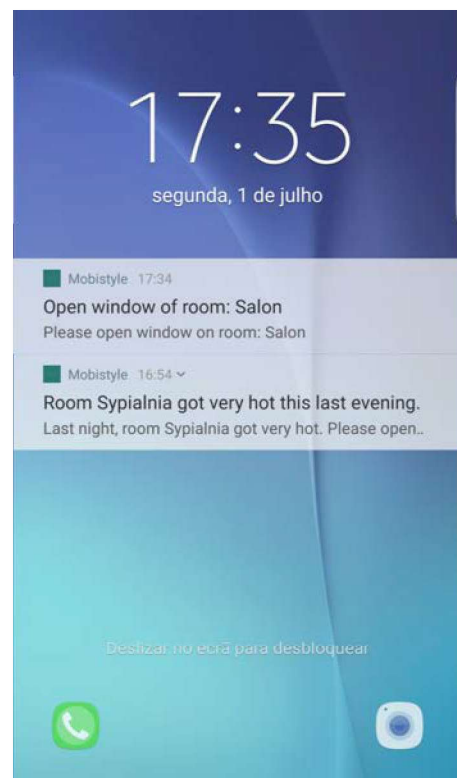 17:35
segunda, 1 de julho
Mobistyle 17:34
Open window of room: Salon
Please open window on room: Salon
Mobistyle 16:54
Room Sypialnia got very hot this last evening.
Last night, room Sypialnia got very hot. Please open..
Deslizar no ecrã para desbloquear